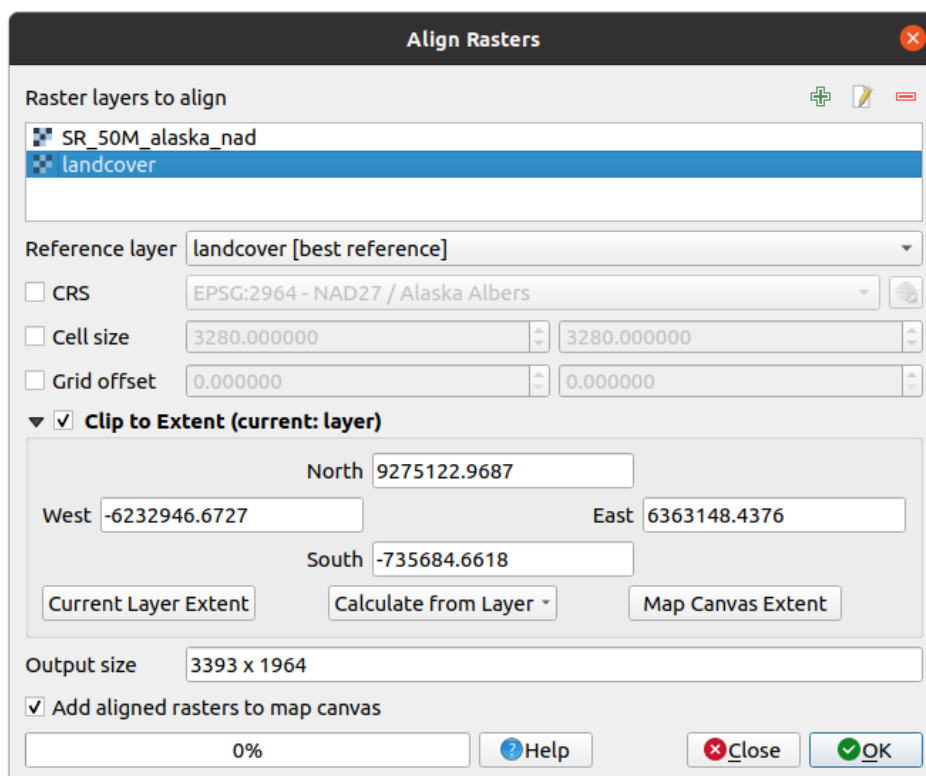 Align Rasters
Raster layers to align
SR_50M_alaska_nad
landcover
Reference layer landcover [best reference]
CRS EPSG:2964 - NAD27 / Alaska Albers
Cell size 3280.000000 3280.000000
Grid offset 0.000000 0.000000
Clip to Extent (current: layer)
North 9275122.9687
West -6232946.6727 East 6363148.4376
South -735684.6618
Current Layer Extent Calculate from Layer Map Canvas Extent
Output size 3393 x 1964
Add aligned rasters to map canvas
0% Help Close OK